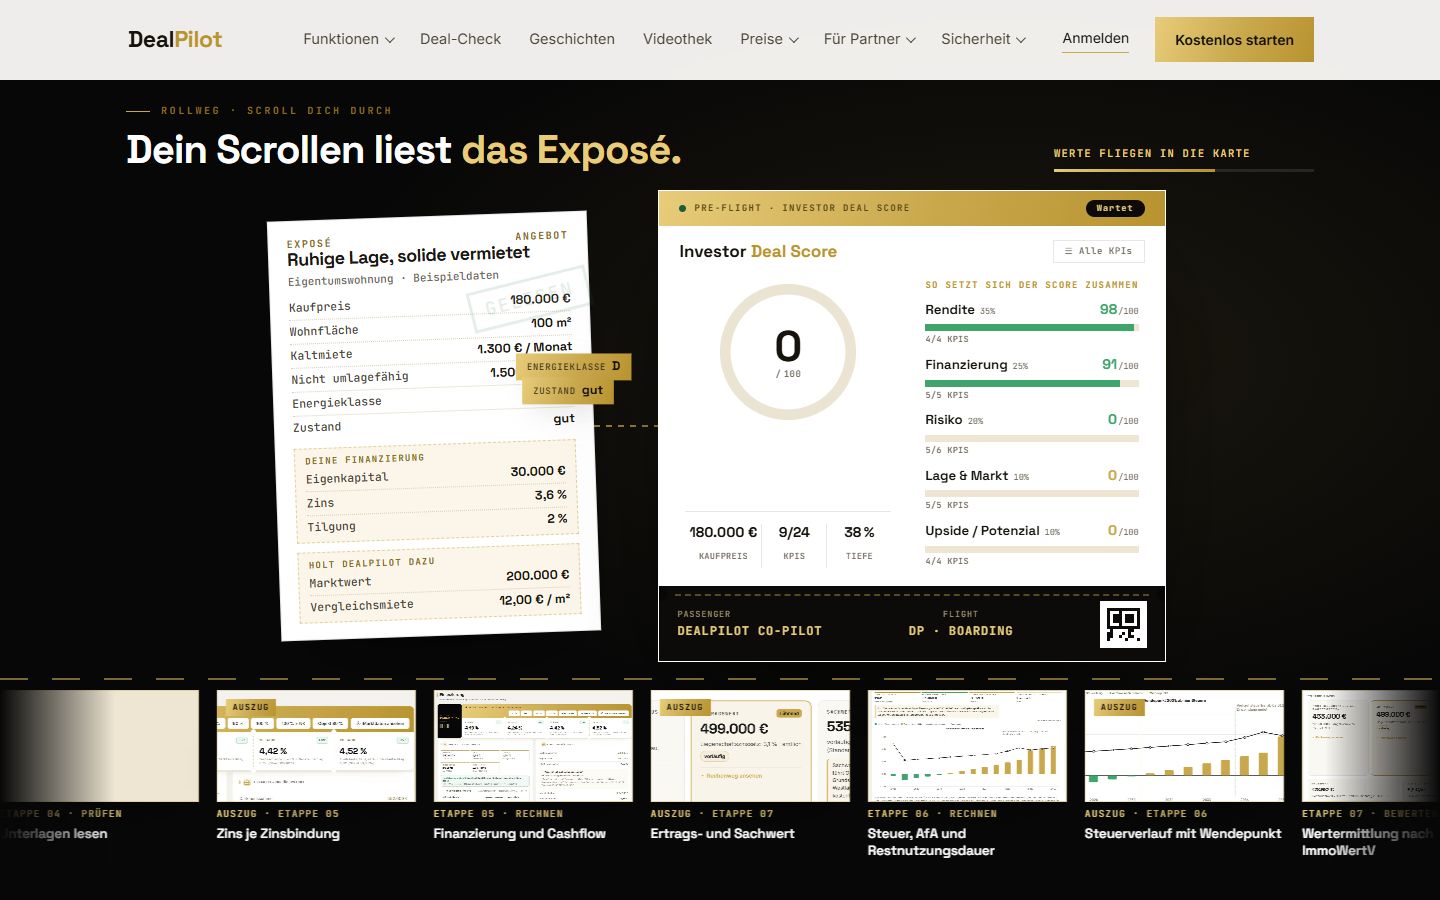 DealPilot
Funktionen Deal-Check Geschichten Videothek Preise Für Partner Sicherheit Anmelden Kostenlos starten
ROLLWEG · SCROLL DICH DURCH
Dein Scrollen liest das Exposé.
WERTE FLIEGEN IN DIE KARTE
EXPOSÉ ANGEBOT
Ruhige Lage, solide vermietet
Eigentumswohnung · Beispieldaten
Kaufpreis 180.000 €
Wohnfläche 100 m²
Kaltmiete 1.300 € / Monat
Nicht umlagefähig 1.50
Energieklasse
Zustand gut
ENERGIEKLASSE D
ZUSTAND gut
DEINE FINANZIERUNG
Eigenkapital 30.000 €
Zins 3,6 %
Tilgung 2 %
HOLT DEALPILOT DAZU
Marktwert 200.000 €
Vergleichsmiete 12,00 € / m²
PRE-FLIGHT · INVESTOR DEAL SCORE Wartet
Investor Deal Score
Alle KPIs
0
/ 100
180.000 € 9/24 38 %
KAUFPREIS KPIS TIEFE
SO SETZT SICH DER SCORE ZUSAMMEN
Rendite 35% 98/100
4/4 KPIS
Finanzierung 25% 91/100
5/5 KPIS
Risiko 20% 0/100
5/6 KPIS
Lage & Markt 10% 0/100
5/5 KPIS
Upside / Potenzial 10% 0/100
4/4 KPIS
PASSENGER FLIGHT
DEALPILOT CO-PILOT DP · BOARDING
AUSZUG
4,42 % 4,52 %
AUSZUG
499.000 €
vorläufig
AUSZUG
ETAPPE 04 · PRÜFEN
Unterlagen lesen
AUSZUG · ETAPPE 05
Zins je Zinsbindung
ETAPPE 05 · RECHNEN
Finanzierung und Cashflow
AUSZUG · ETAPPE 07
Ertrags- und Sachwert
ETAPPE 06 · RECHNEN
Steuer, AfA und
Restnutzungsdauer
AUSZUG · ETAPPE 06
Steuerverlauf mit Wendepunkt
ETAPPE 07 · BEWERTEN
Wertermittlung nach
ImmoWertV